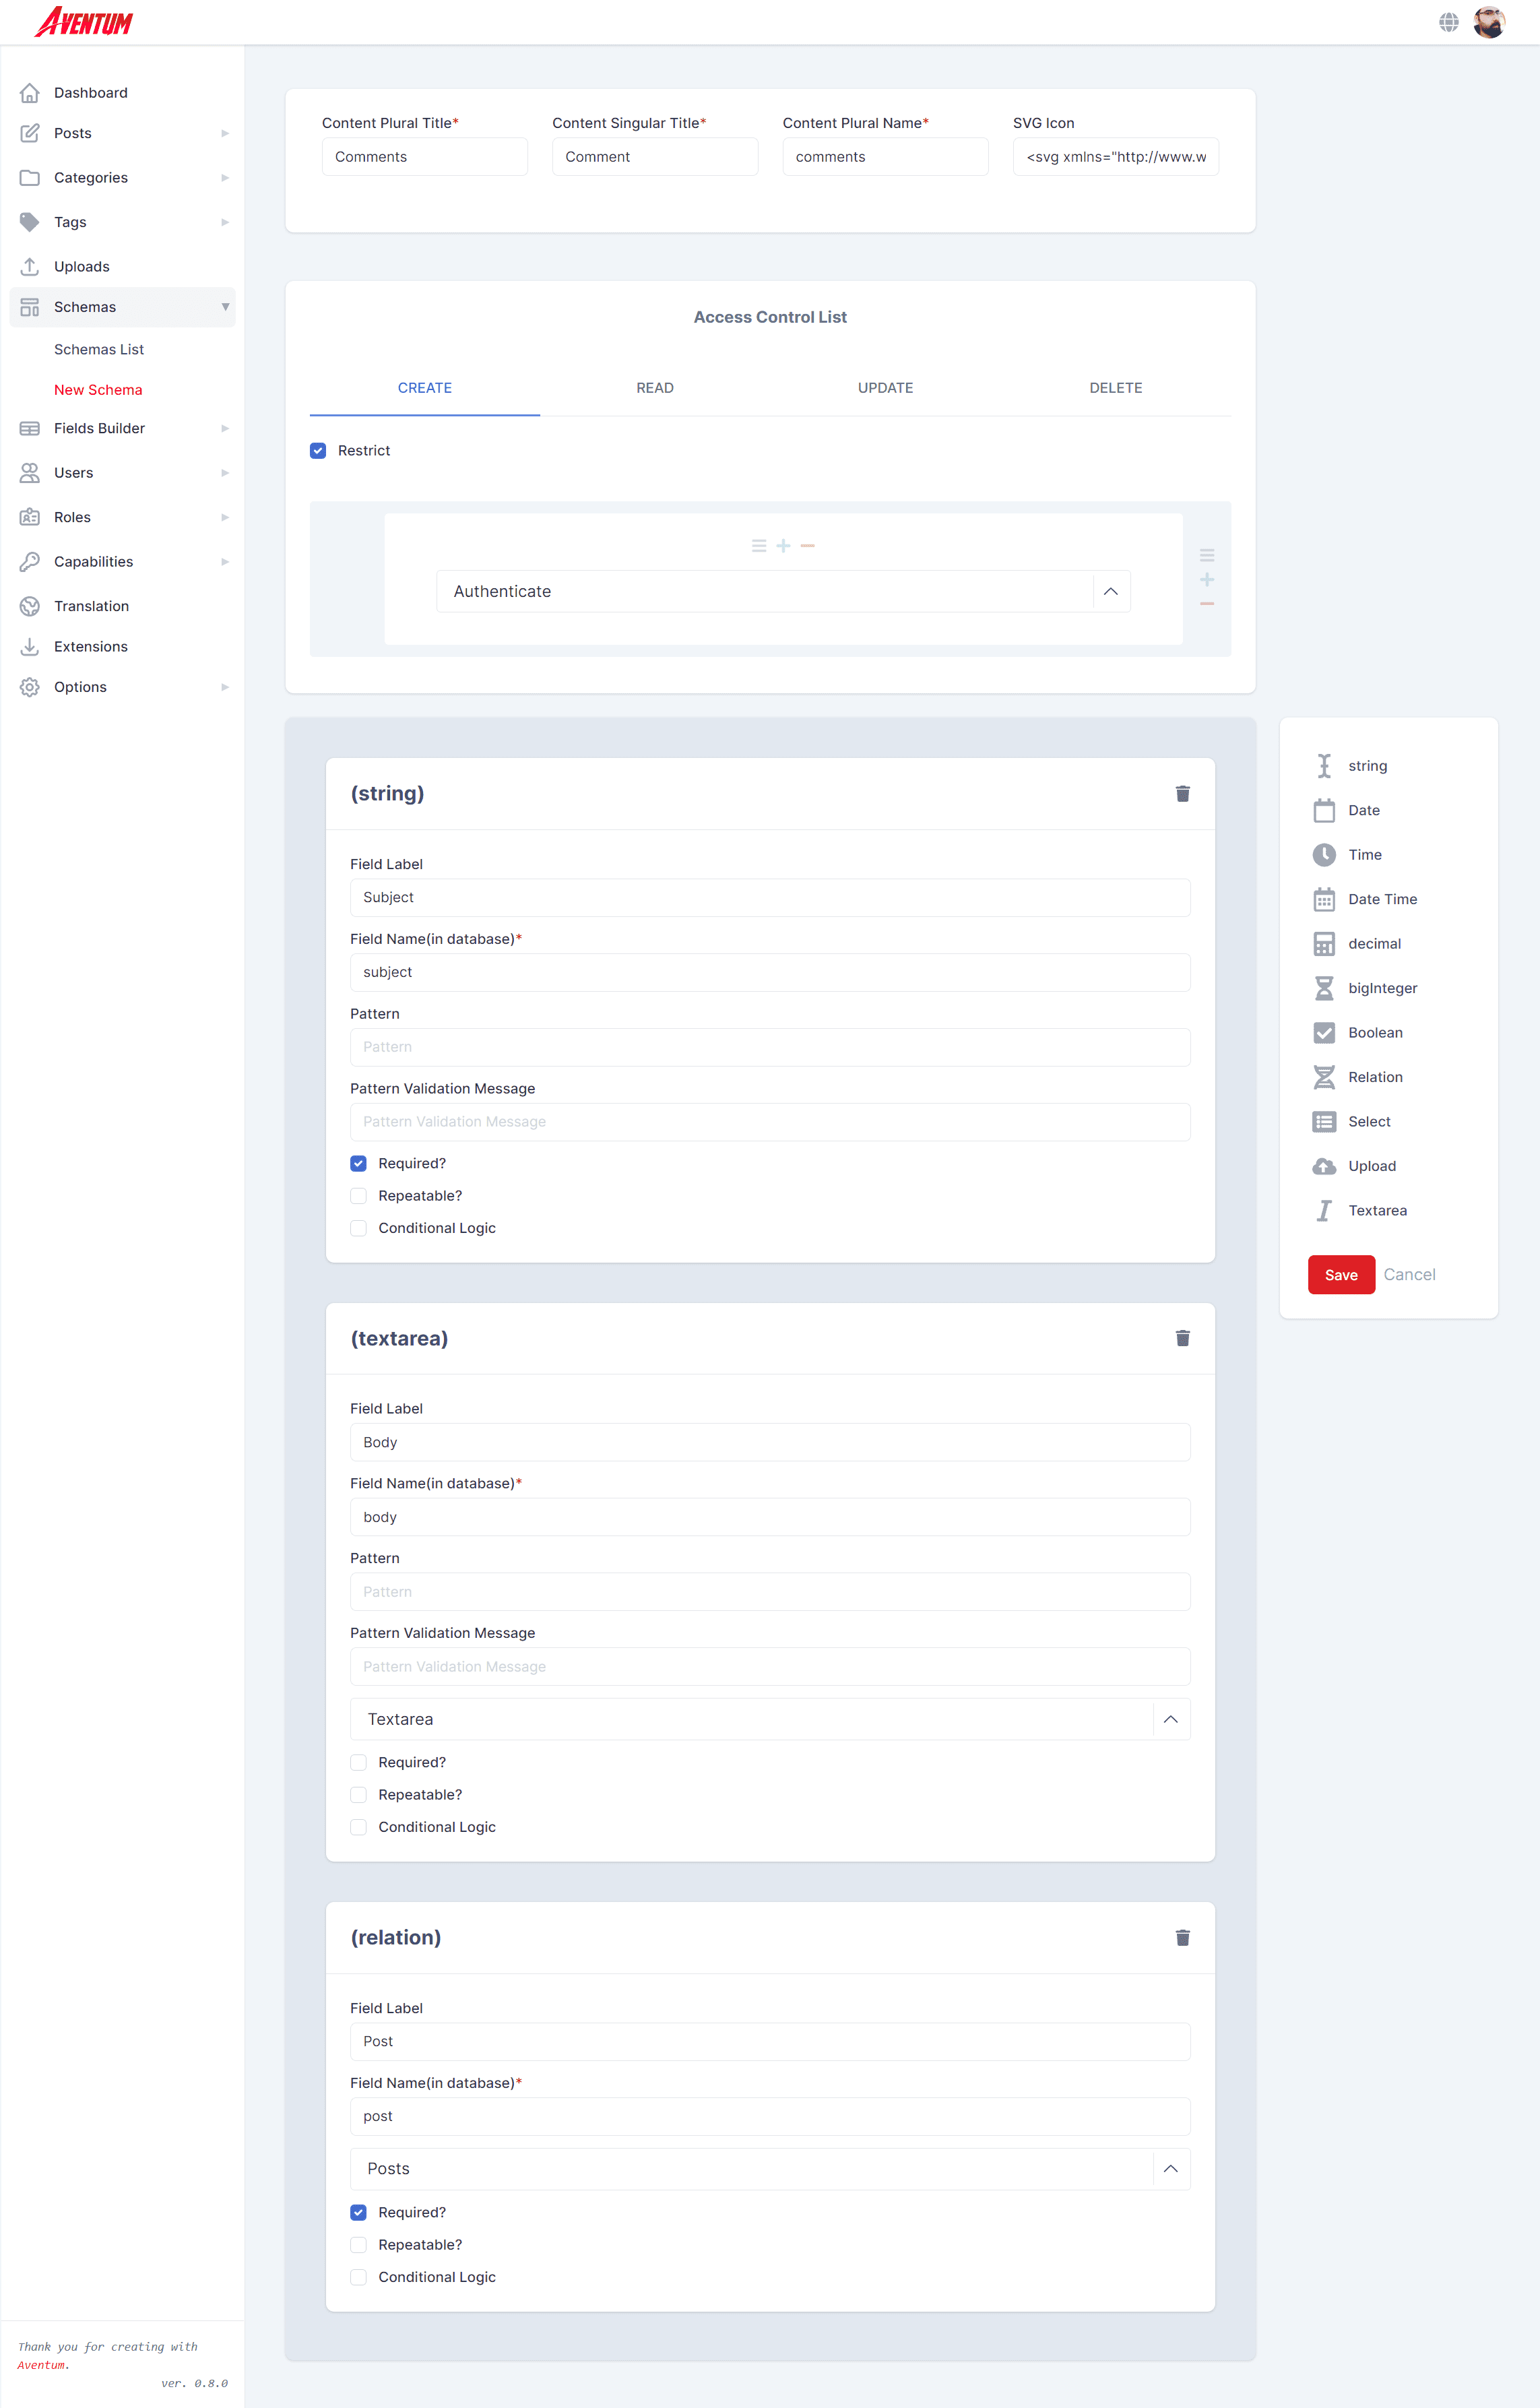 AVENTUM
Dashboard
Posts
Categories
Tags
Uploads
Schemas
Schemas List
New Schema
Fields Builder
Users
Roles
Capabilities
Translation
Extensions
Options
Content Plural Title* Content Singular Title* Content Plural Name* SVG Icon
Comments Comment comments <svg xmlns="http://www.w
Access Control List
CREATE READ UPDATE DELETE
Restrict
Authenticate
(string)
Field Label
Subject
Field Name(in database)*
subject
Pattern
Pattern
Pattern Validation Message
Pattern Validation Message
Required?
Repeatable?
Conditional Logic
(textarea)
Field Label
Body
Field Name(in database)*
body
Pattern
Pattern
Pattern Validation Message
Pattern Validation Message
Textarea
Required?
Repeatable?
Conditional Logic
(relation)
Field Label
Post
Field Name(in database)*
post
Posts
Required?
Repeatable?
Conditional Logic
string
Date
Time
Date Time
decimal
bigInteger
Boolean
Relation
Select
Upload
Textarea
Save Cancel
Thank you for creating with
Aventum.
ver. 0.8.0